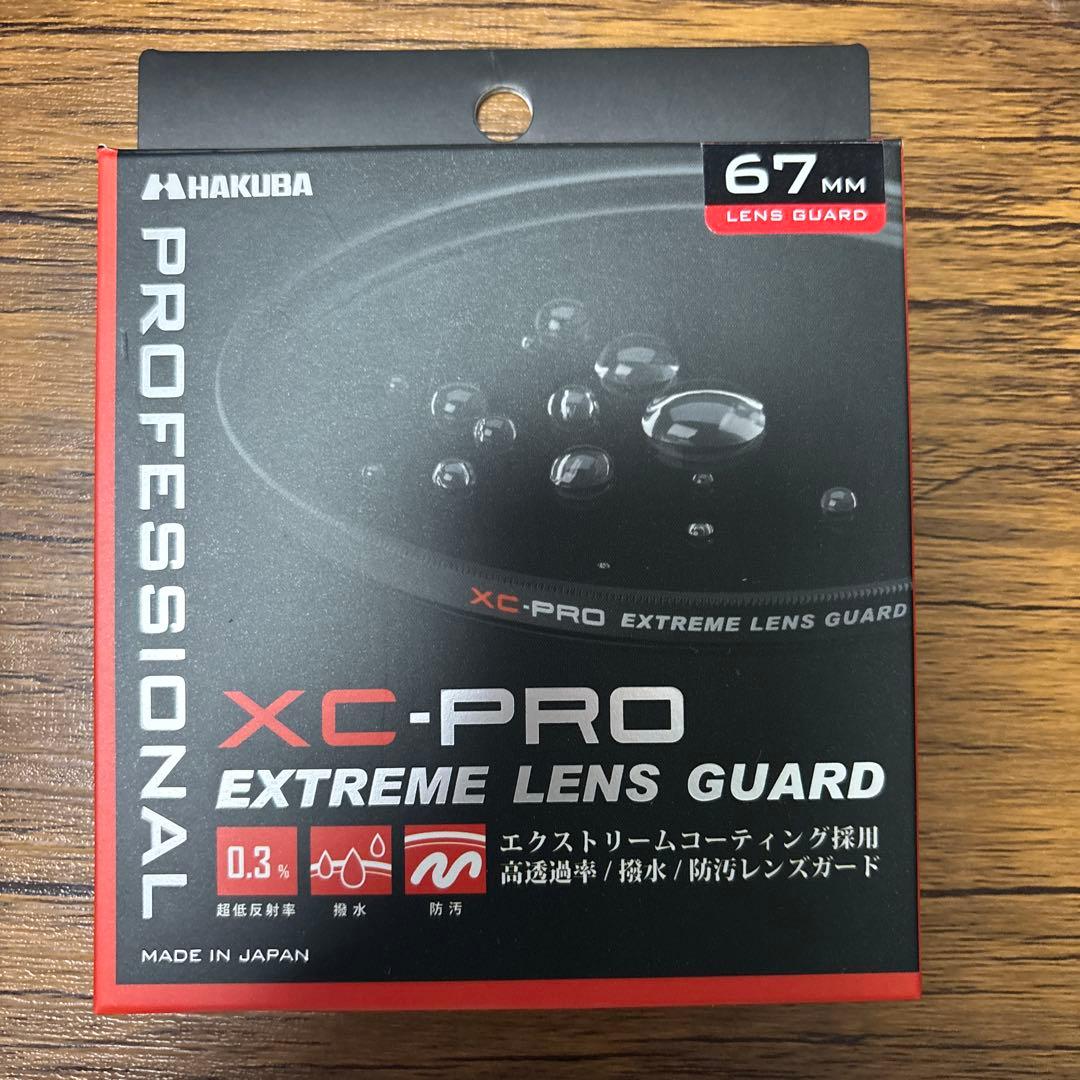 HAKUBA
67 MM
LENS GUARD
PROFESSIONAL
XC-PRO EXTREME LENS GUARD
XC-PRO
EXTREME LENS GUARD
0.3 %
超低反射率
撥水
防汚
エクストリームコーティング採用
高透過率/撥水/防汚レンズガード
MADE IN JAPAN